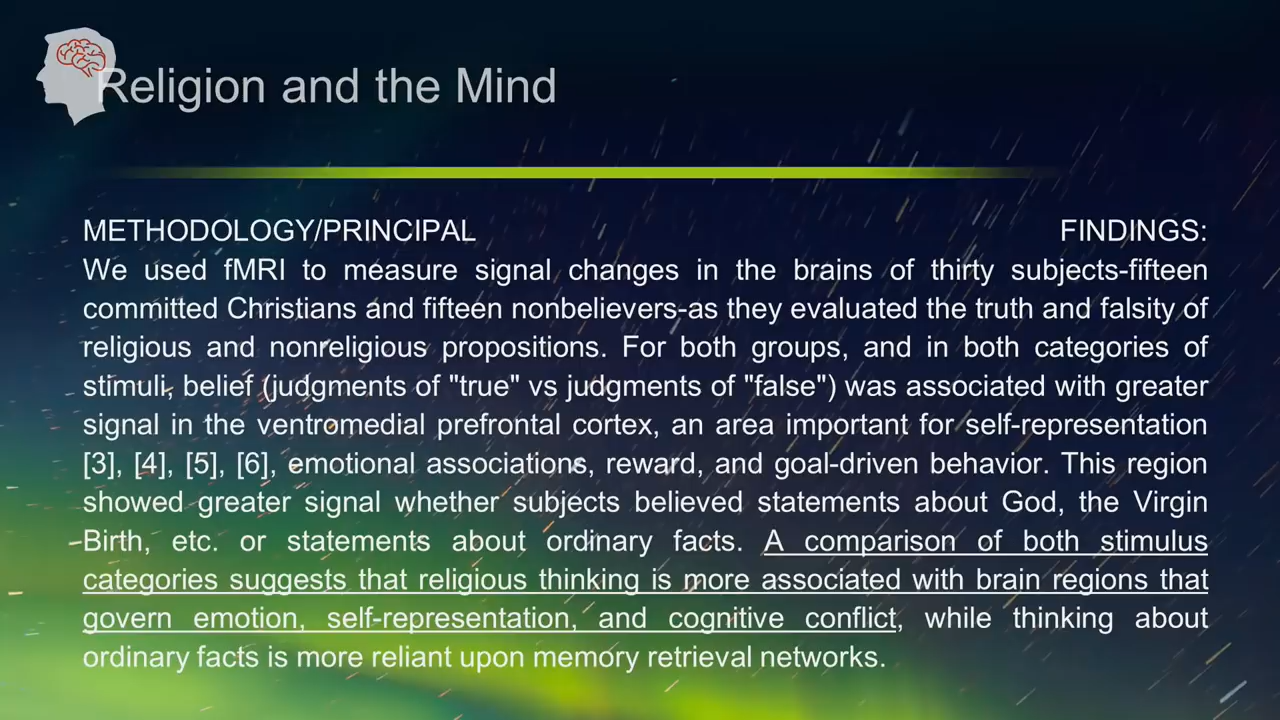 Religion and the Mind
METHODOLOGY/PRINCIPAL FINDINGS:
We used fMRI to measure signal changes in the brains of thirty subjects-fifteen
committed Christians and fifteen nonbelievers-as they evaluated the truth and falsity of
religious and nonreligious propositions. For both groups, and in both categories of
stimuli, belief (judgments of "true" vs judgments of "false") was associated with greater
signal in the ventromedial prefrontal cortex, an area important for self-representation
[3], [4], [5], [6], emotional associations, reward, and goal-driven behavior. This region
showed greater signal whether subjects believed statements about God, the Virgin
Birth, etc. or statements about ordinary facts. A comparison of both stimulus
categories suggests that religious thinking is more associated with brain regions that
govern emotion, self-representation, and cognitive conflict, while thinking about
ordinary facts is more reliant upon memory retrieval networks.